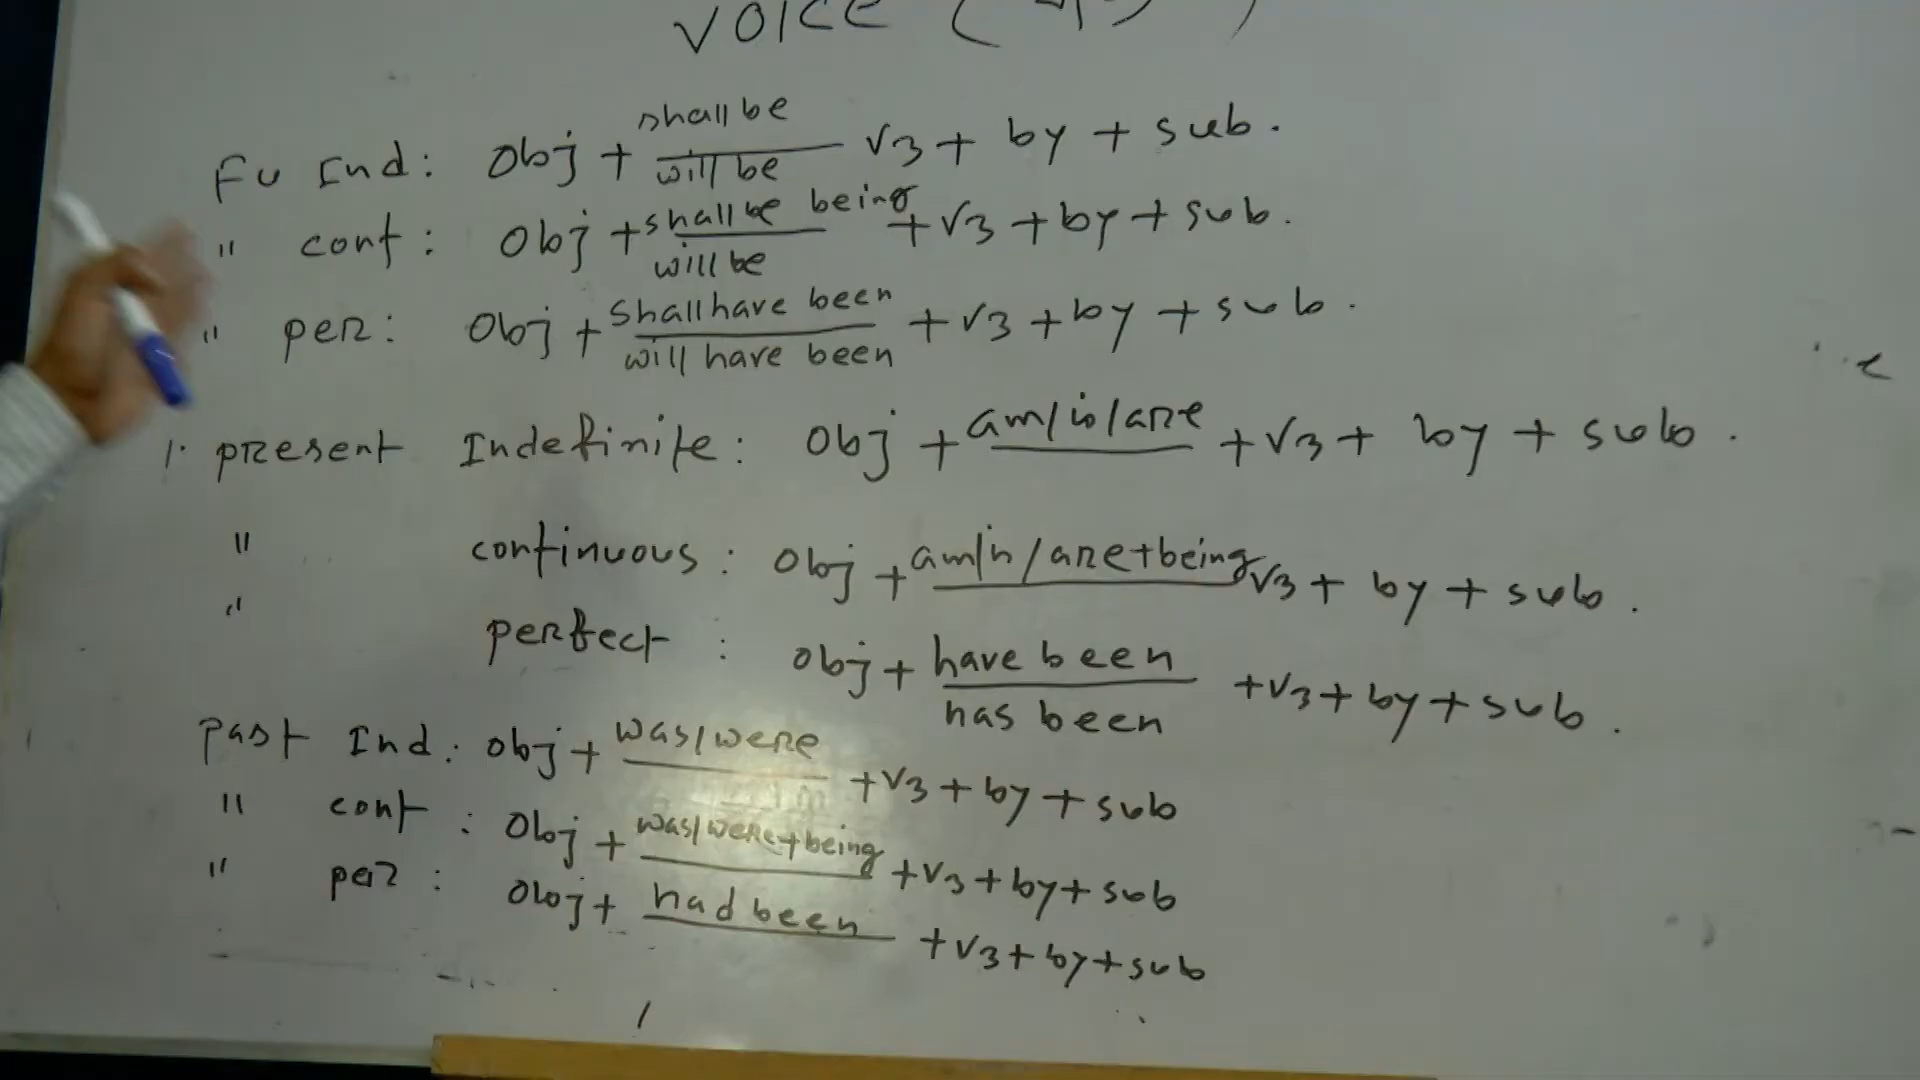 VOICE (
Fu Ind: Obj + shall be / will be V3 + by + sub.
" cont: Obj + shall be being / will be + V3 + by + sub.
" per: Obj + shall have been / will have been + V3 + by + sub.
1. present Indefinite: Obj + am/is/are + V3 + by + sub.
" continuous: Obj + am/is/are+being V3 + by + sub.
" perfect: Obj + have been / has been + V3 + by + sub.
past Ind: Obj + was/were + V3 + by + sub
" cont: Obj + was/were+being + V3 + by + sub
" per: Obj + had been + V3 + by + sub